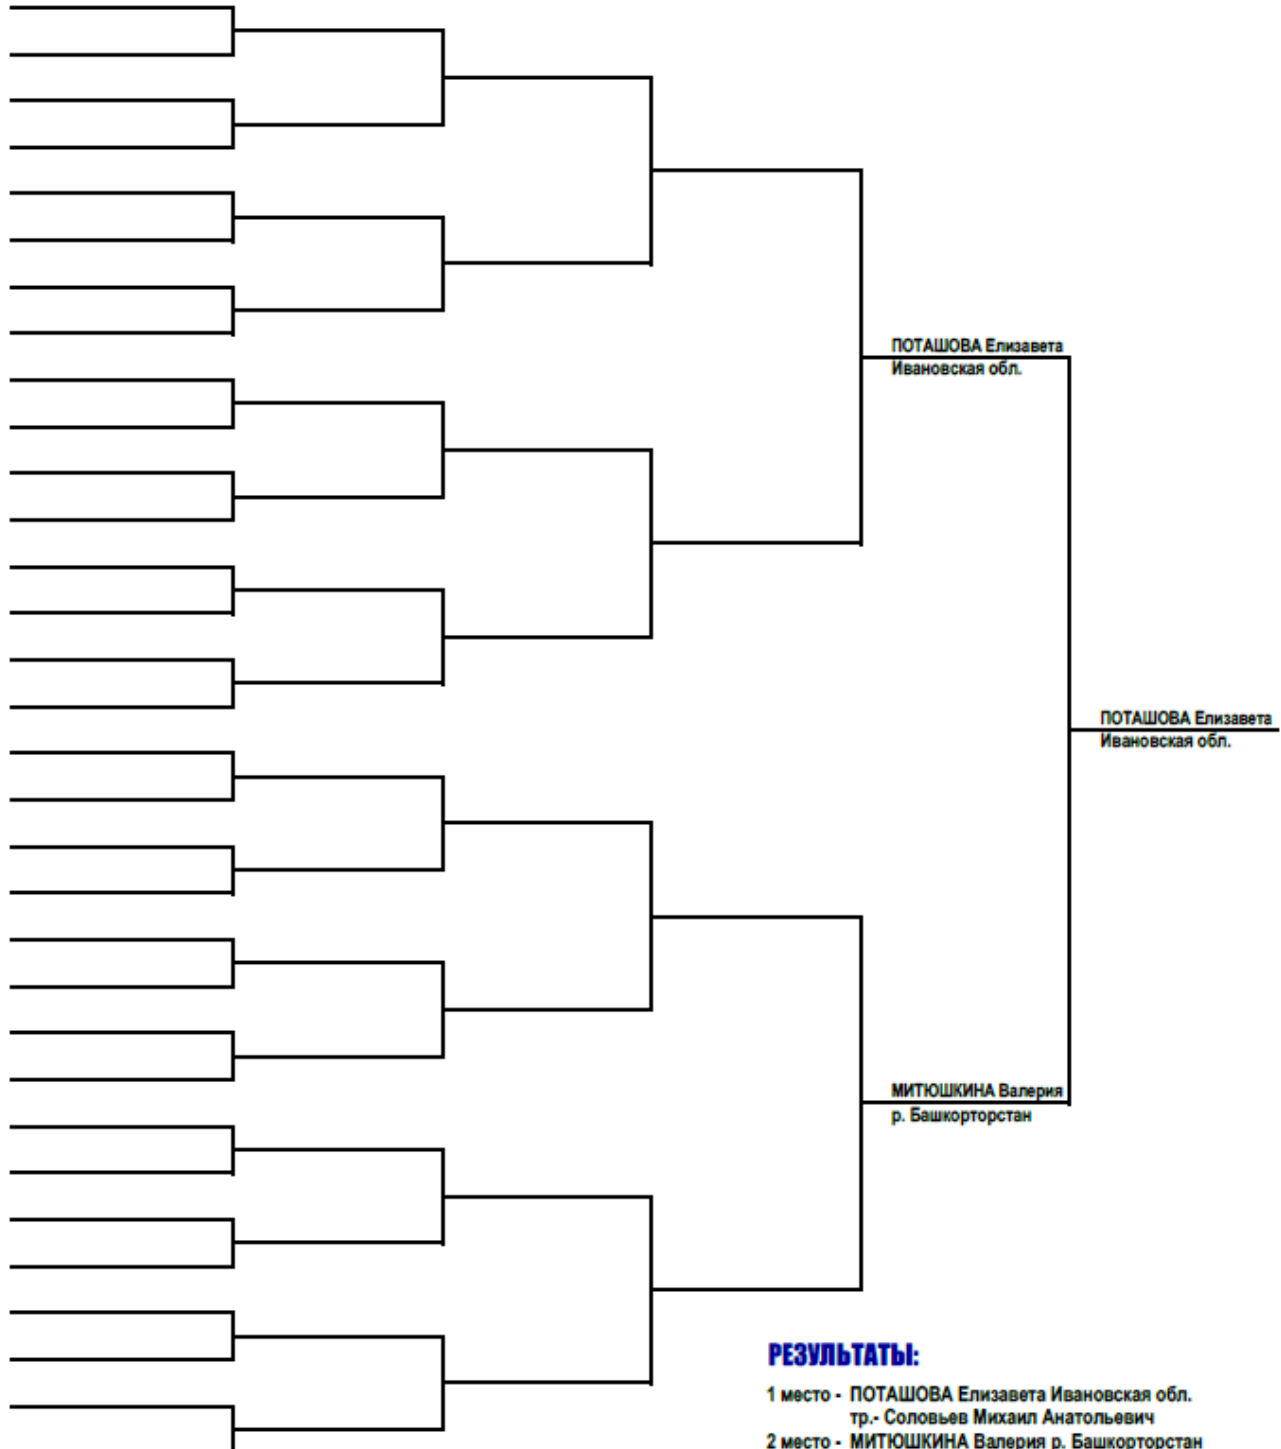 ПОТАШОВА Елизавета
Ивановская обл.
ПОТАШОВА Елизавета
Ивановская обл.
МИТЮШКИНА Валерия
р. Башкорторстан
РЕЗУЛЬТАТЫ:
1 место - ПОТАШОВА Елизавета Ивановская обл.
тр.- Соловьев Михаил Анатольевич
2 место - МИТЮШКИНА Валерия р. Башкорторстан